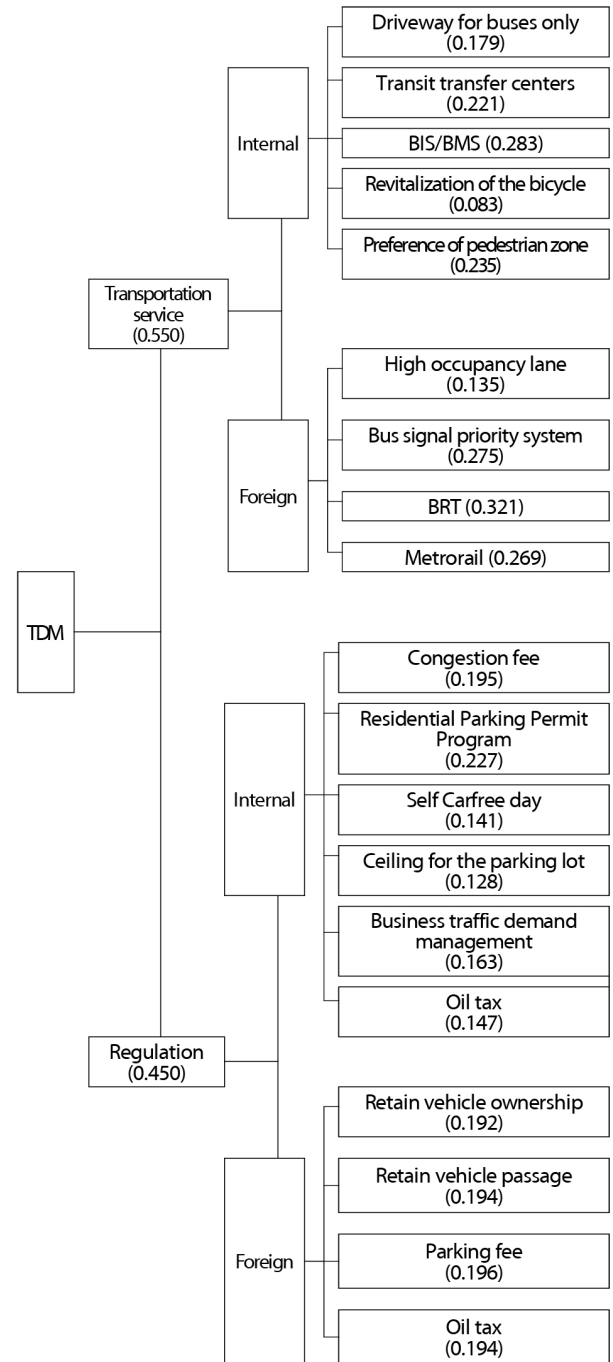 TDM
Transportation
service
(0.550)
Internal
Driveway for buses only
(0.179)
Transit transfer centers
(0.221)
BIS/BMS (0.283)
Revitalization of the bicycle
(0.083)
Preference of pedestrian zone
(0.235)
Foreign
High occupancy lane
(0.135)
Bus signal priority system
(0.275)
BRT (0.321)
Metrorail (0.269)
Regulation
(0.450)
Internal
Congestion fee
(0.195)
Residential Parking Permit
Program
(0.227)
Self Carfree day
(0.141)
Ceiling for the parking lot
(0.128)
Business traffic demand
management
(0.163)
Oil tax
(0.147)
Foreign
Retain vehicle ownership
(0.192)
Retain vehicle passage
(0.194)
Parking fee
(0.196)
Oil tax
(0.194)